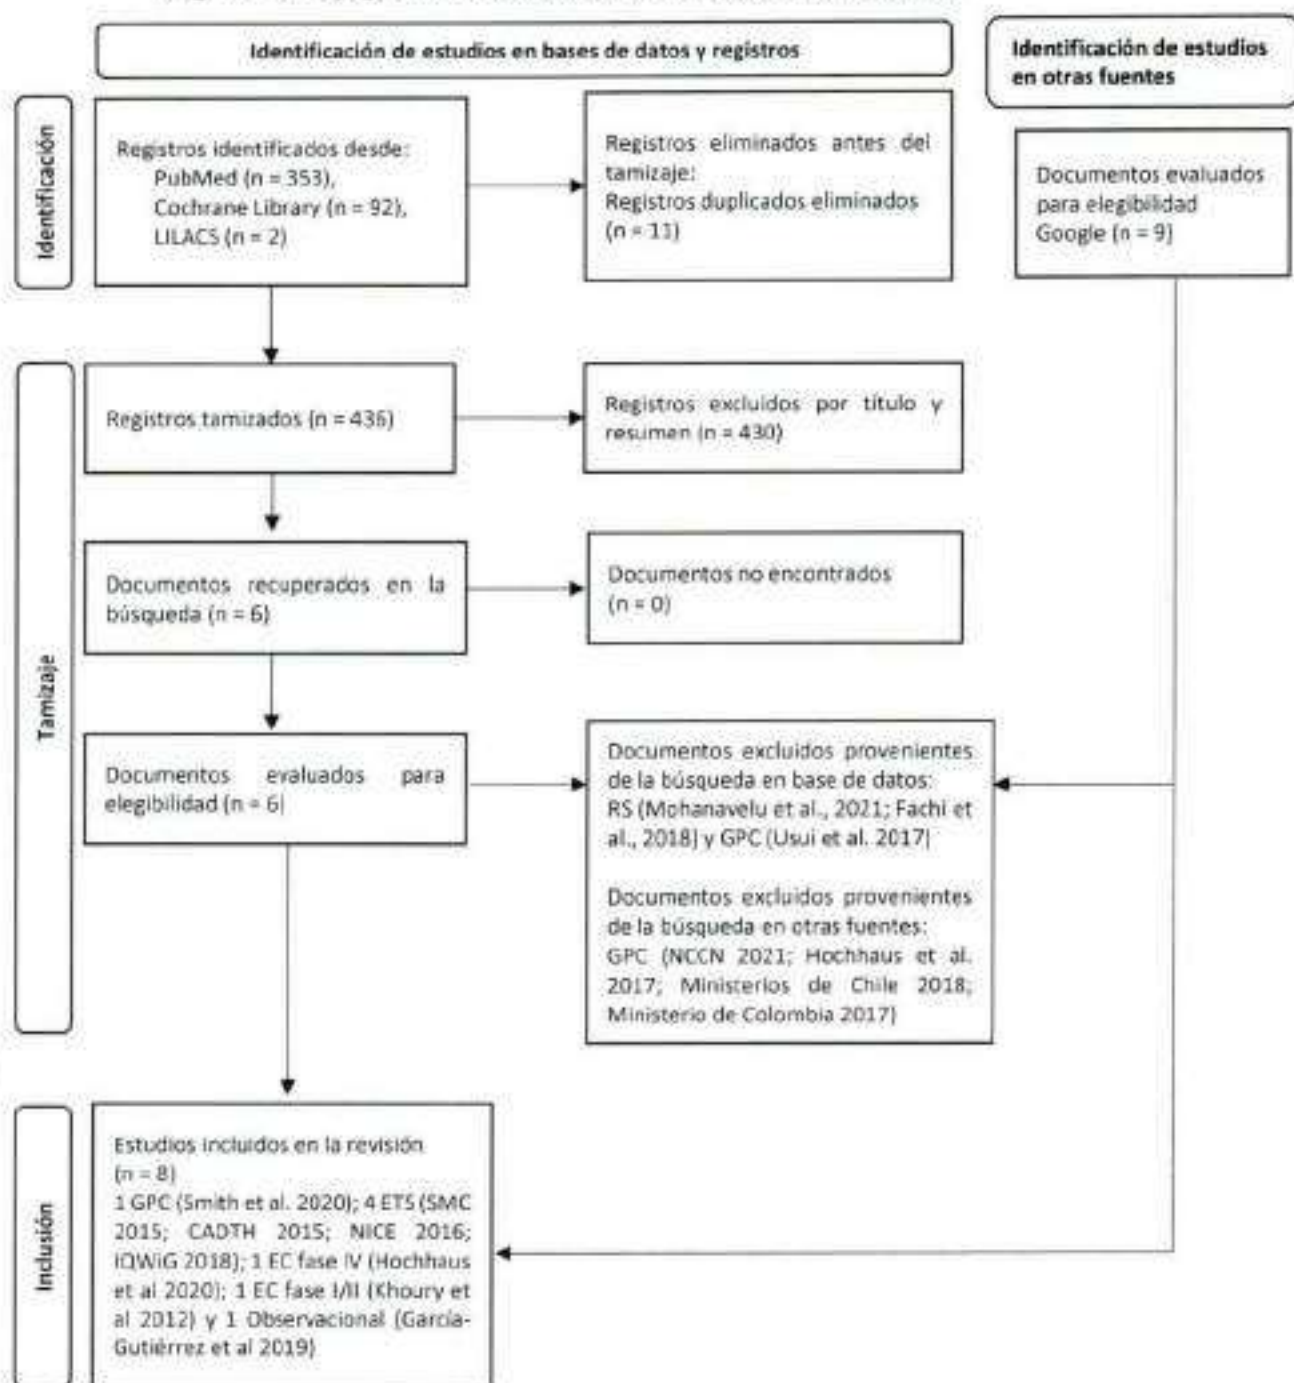 Identificación de estudios en bases de datos y registros
Identificación de estudios
en otras fuentes
Identificación
Registros identificados desde:
PubMed (n = 353),
Cochrane Library (n = 92),
LILACS (n = 2)
Registros eliminados antes del
tamizaje:
Registros duplicados eliminados
(n = 11)
Documentos evaluados
para elegibilidad
Google (n = 9)
Tamizaje
Registros tamizados (n = 436)
Registros excluidos por título y
resumen (n = 430)
Documentos recuperados en la
búsqueda (n = 6)
Documentos no encontrados
(n = 0)
Documentos evaluados para
elegibilidad (n = 6)
Documentos excluidos provenientes
de la búsqueda en base de datos:
RS (Mohanavelu et al., 2021; Fachi et
al., 2018) y GPC (Usui et al. 2017)
Documentos excluidos provenientes
de la búsqueda en otras fuentes:
GPC (NCCN 2021; Hochhaus et al.
2017; Ministerios de Chile 2018;
Ministerio de Colombia 2017)
Inclusión
Estudios incluidos en la revisión
(n = 8)
1 GPC (Smith et al. 2020); 4 ETS (SMC
2015; CADTH 2015; NICE 2016;
IQWiG 2018); 1 EC fase IV (Hochhaus
et al 2020); 1 EC fase I/II (Khoury et
al 2012) y 1 Observacional (García-
Gutiérrez et al 2019)